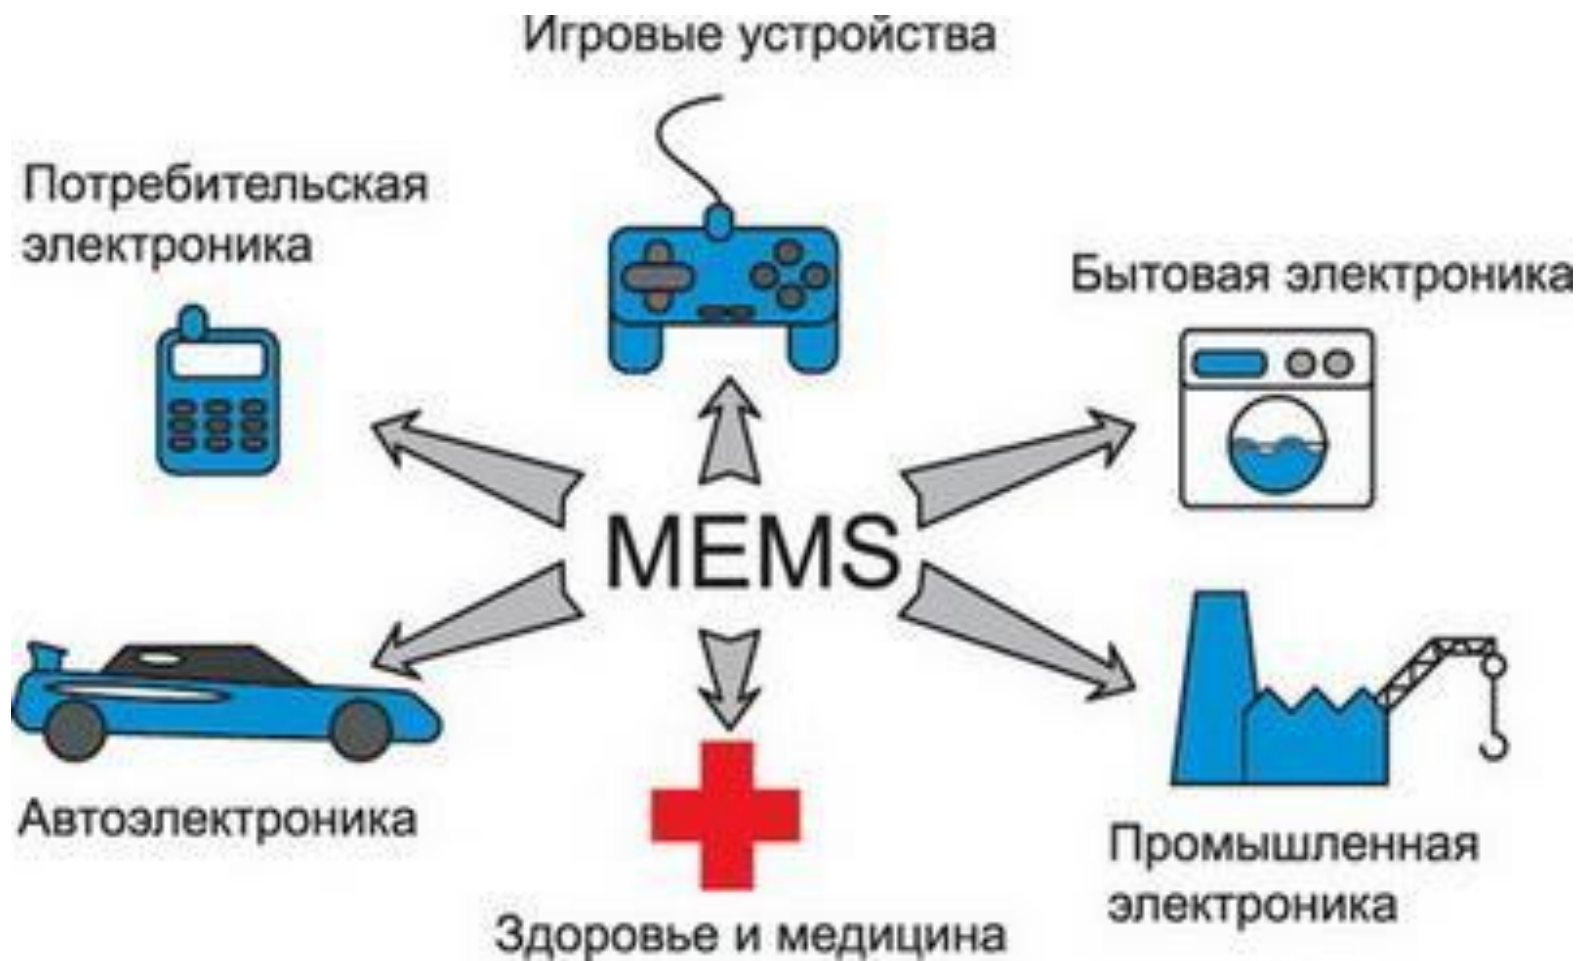 Игровые устройства
Потребительская
электроника
Бытовая электроника
MEMS
Автоэлектроника
Промышленная
электроника
Здоровье и медицина